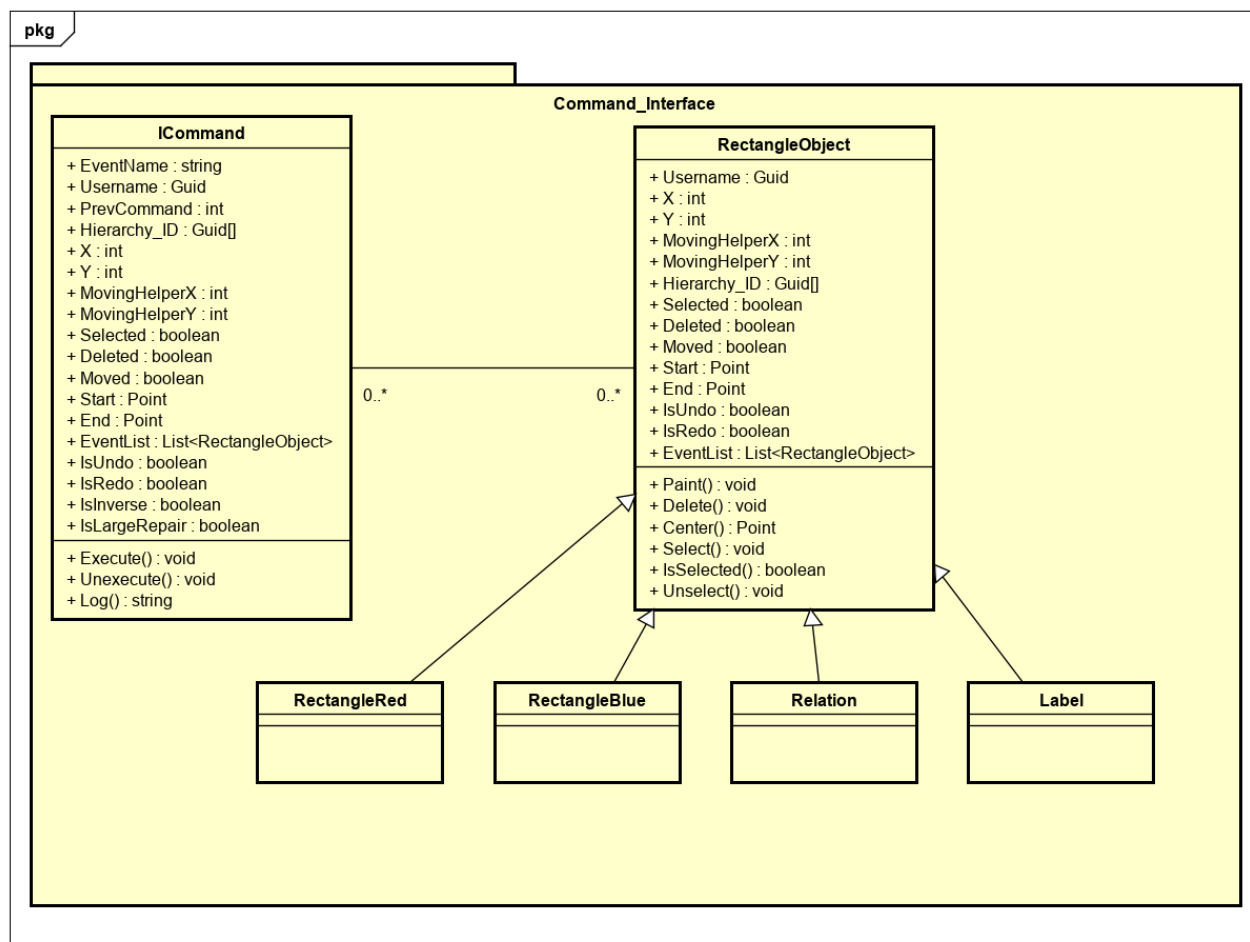 pkg
Command_Interface
ICommand
+ EventName : string
+ Username : Guid
+ PrevCommand : int
+ Hierarchy_ID : Guid[]
+ X : int
+ Y : int
+ MovingHelperX : int
+ MovingHelperY : int
+ Selected : boolean
+ Deleted : boolean
+ Moved : boolean
+ Start : Point
+ End : Point
+ EventList : List<RectangleObject>
+ IsUndo : boolean
+ IsRedo : boolean
+ IsInverse : boolean
+ IsLargeRepair : boolean
+ Execute() : void
+ Unexecute() : void
+ Log() : string
0..*
0..*
RectangleObject
+ Username : Guid
+ X : int
+ Y : int
+ MovingHelperX : int
+ MovingHelperY : int
+ Hierarchy_ID : Guid[]
+ Selected : boolean
+ Deleted : boolean
+ Moved : boolean
+ Start : Point
+ End : Point
+ IsUndo : boolean
+ IsRedo : boolean
+ EventList : List<RectangleObject>
+ Paint() : void
+ Delete() : void
+ Center() : Point
+ Select() : void
+ IsSelected() : boolean
+ Unselect() : void
RectangleRed
RectangleBlue
Relation
Label